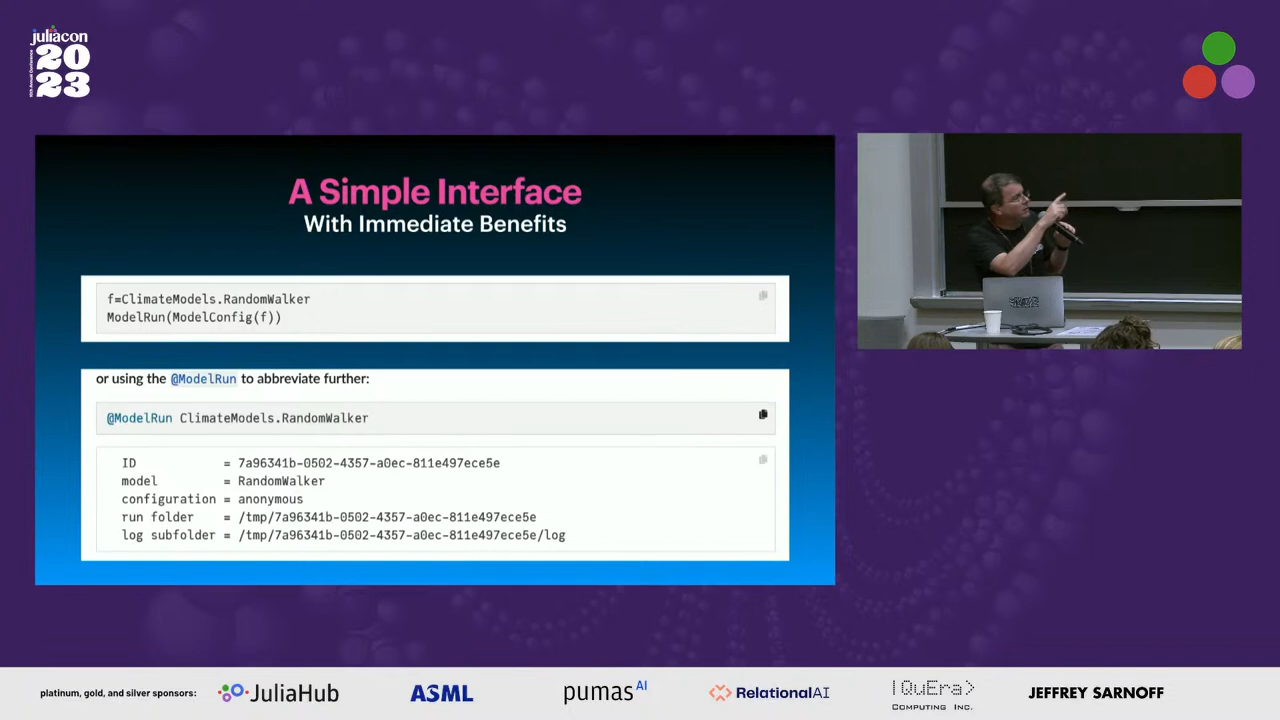 juliacon
20
23
A Simple Interface
With Immediate Benefits
f=ClimateModels.RandomWalker
ModelRun(ModelConfig(f))
or using the @ModelRun to abbreviate further:
@ModelRun ClimateModels.RandomWalker
ID = 7a96341b-0502-4357-a0ec-811e497ece5e
model = RandomWalker
configuration = anonymous
run folder = /tmp/7a96341b-0502-4357-a0ec-811e497ece5e
log subfolder = /tmp/7a96341b-0502-4357-a0ec-811e497ece5e/log
platinum, gold, and silver sponsors:
JuliaHub
ASML
pumas AI
RelationalAI
|QuEra>
COMPUTING INC.
JEFFREY SARNOFF